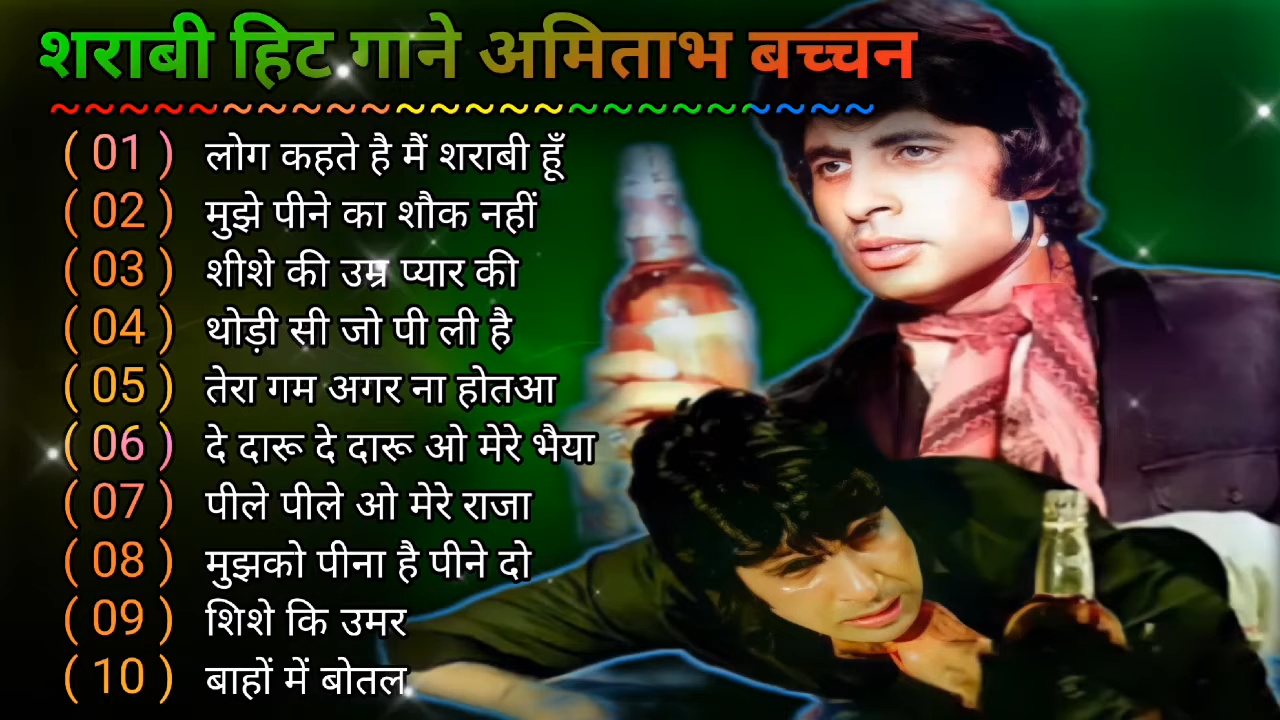 शराबी हिट गाने अमिताभ बच्चन
~~~~~~~~~~~~~~~~~~~~~~~~
( 01 ) लोग कहते है मैं शराबी हूँ
( 02 ) मुझे पीने का शौक नहीं
( 03 ) शीशे की उम्र प्यार की
( 04 ) थोड़ी सी जो पी ली है
( 05 ) तेरा गम अगर ना होतआ
( 06 ) दे दारू दे दारू ओ मेरे भैया
( 07 ) पीले पीले ओ मेरे राजा
( 08 ) मुझको पीना है पीने दो
( 09 ) शिशे कि उमर
( 10 ) बाहों में बोतल